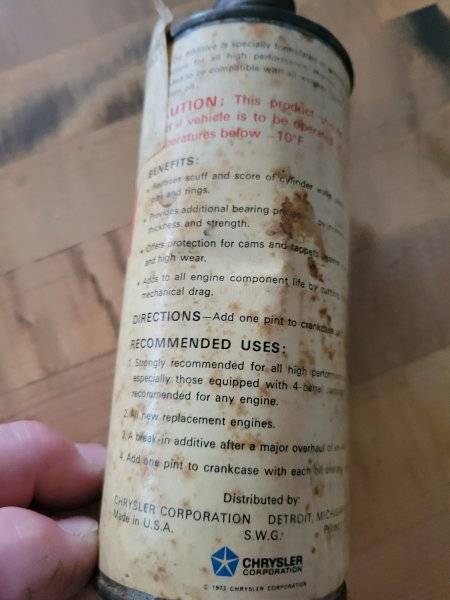 Additive is specially formulated
for all high performance
compatible with all
UTION: This product
if vehicle is to be operated
peratures below -10°F
BENEFITS:
• Reduces scuff and score of cylinder
and rings.
• Provides additional bearing
thickness and strength.
• Offers protection for cams and tappets
and high wear.
• Adds to all engine component life by cutting
mechanical drag.
DIRECTIONS—Add one pint to crankcase
RECOMMENDED USES:
1. Strongly recommended for all high
especially those equipped with 4-barrel
recommended for any engine.
2. All new replacement engines.
3. A break-in additive after a major overhaul
4. Add one pint to crankcase with each oil
Distributed by:
CHRYSLER CORPORATION DETROIT,
Made in U.S.A. S.W.G.
CHRYSLER
CORPORATION
© 1973 CHRYSLER CORPORATION